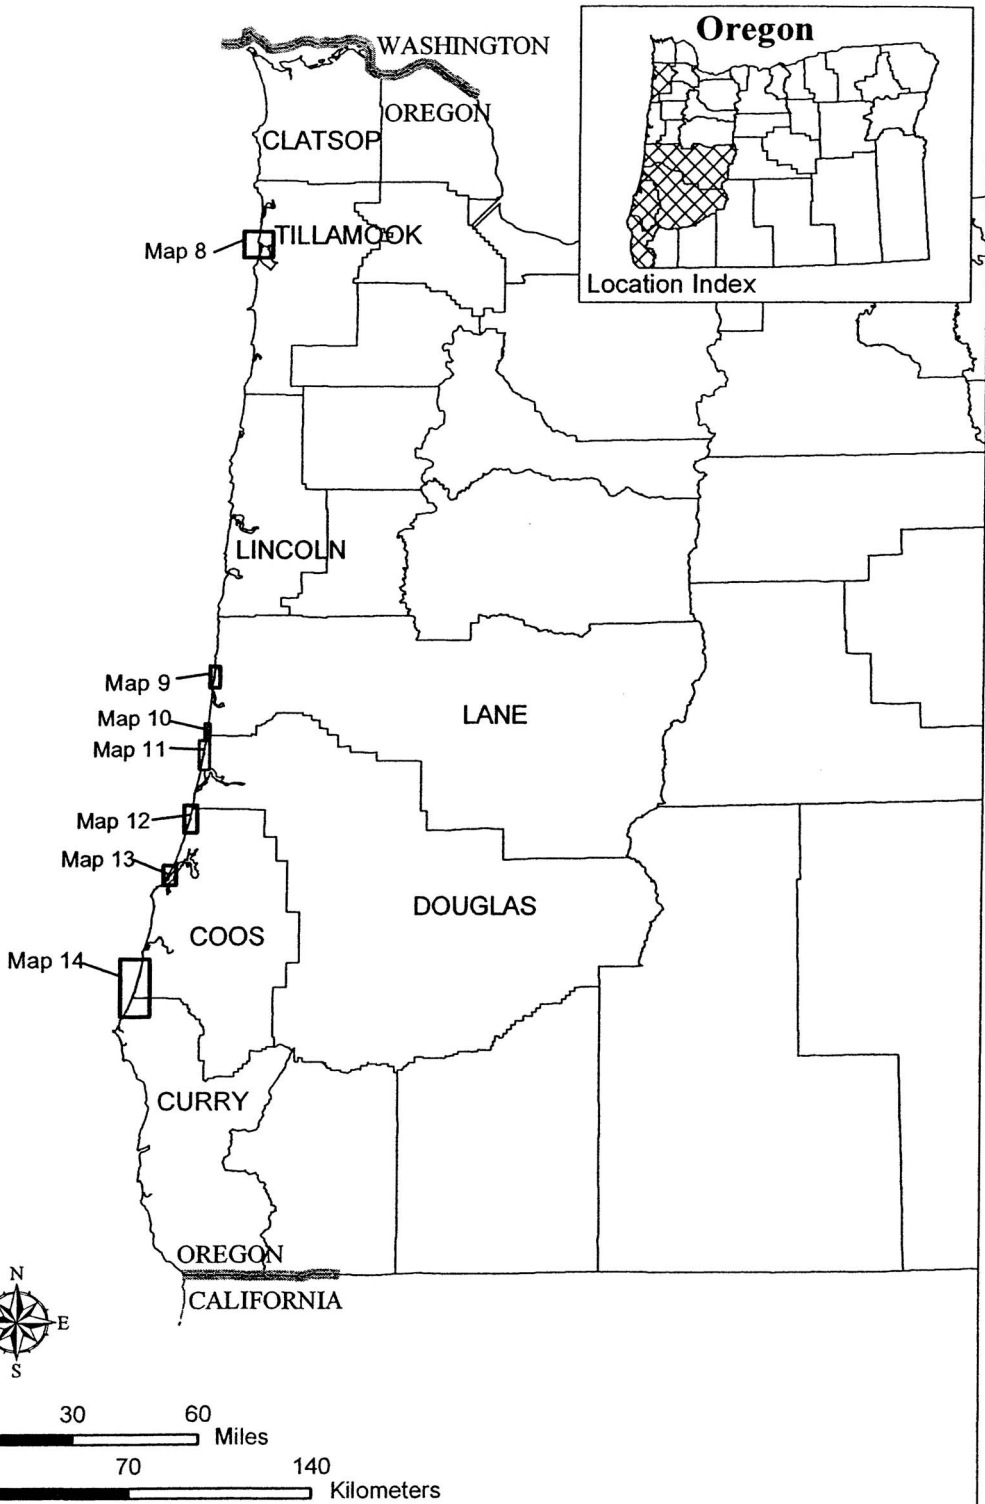 Oregon
WASHINGTON
OREGON
CLATSOP
TILLAMOOK
Map 8
Location Index
LINCOLN
Map 9
LANE
Map 10
Map 11
Map 12
Map 13
DOUGLAS
COOS
Map 14
CURRY
OREGON
CALIFORNIA
N
E
S
30 60
Miles
70 140
Kilometers